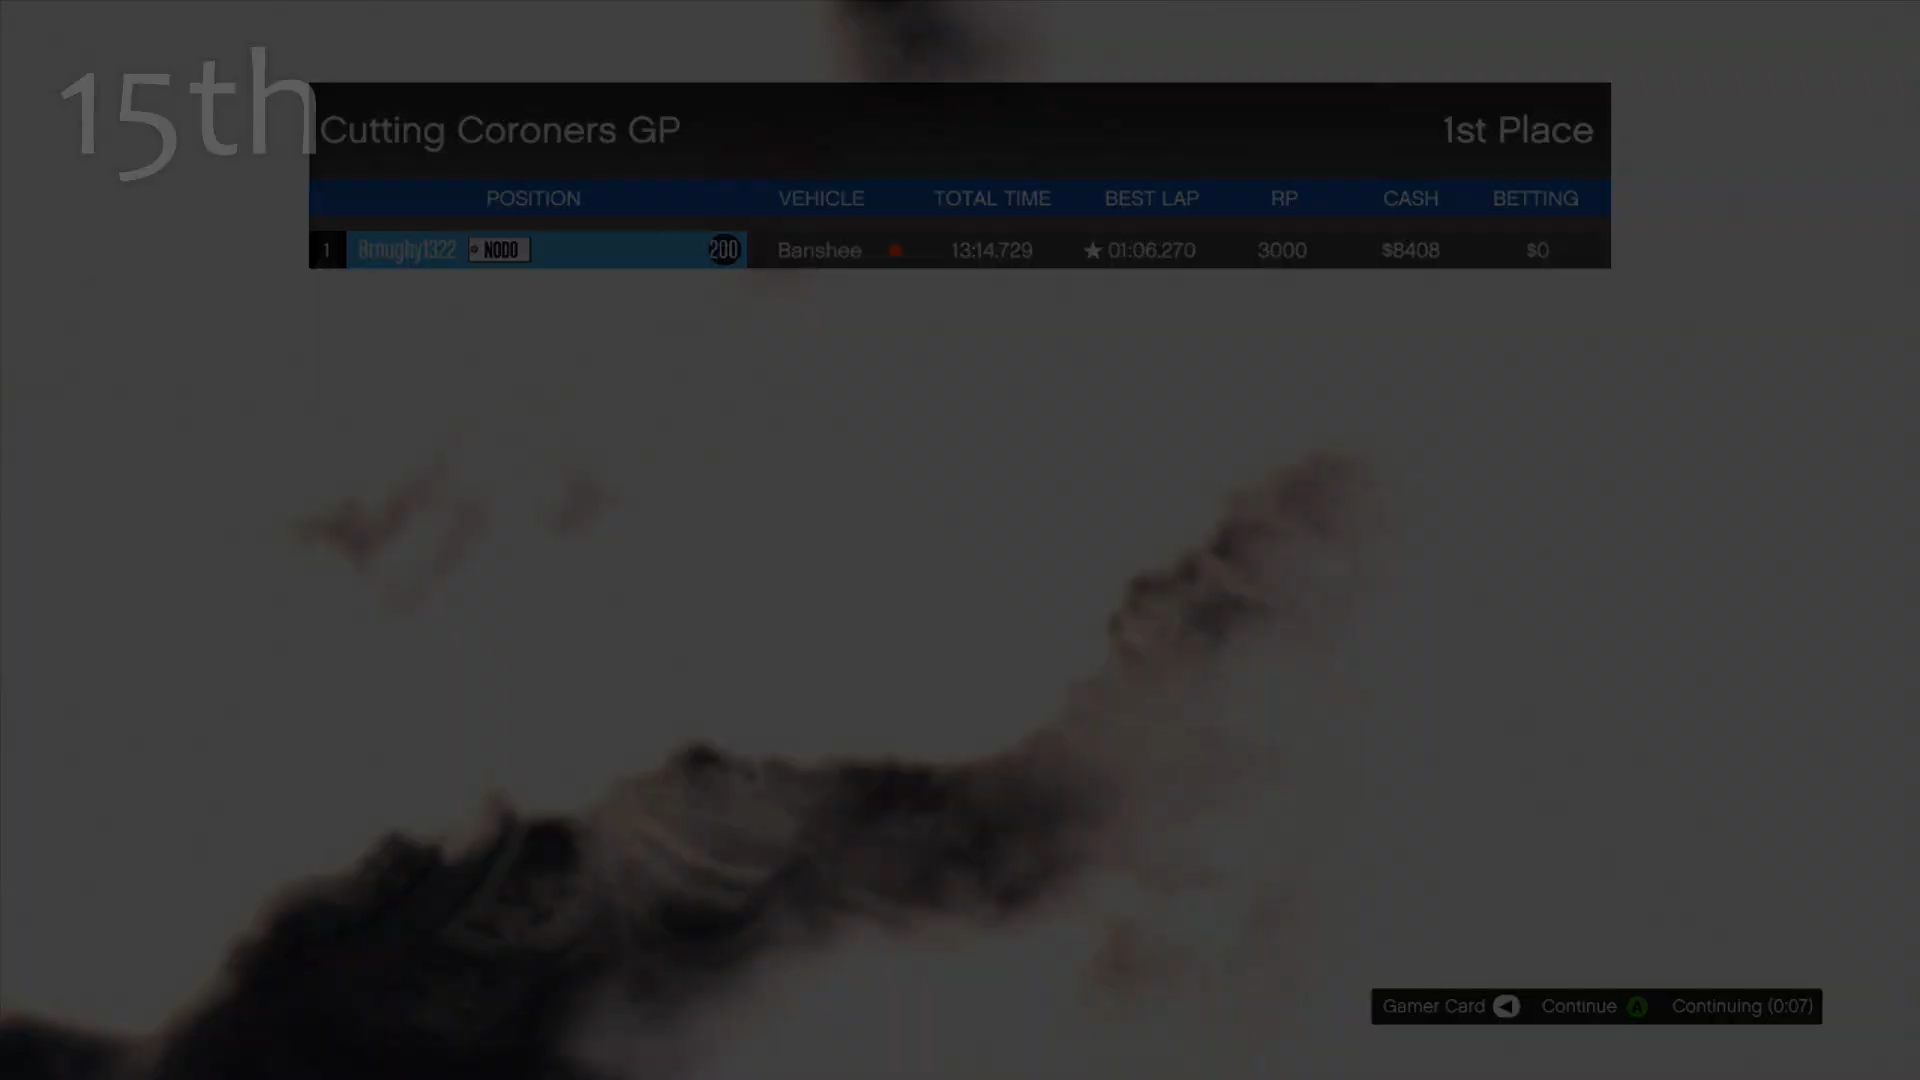 15th
Cutting Coroners GP 1st Place
POSITION VEHICLE TOTAL TIME BEST LAP RP CASH BETTING
1 Broughy1322 NODO 200 Banshee 13:14.729 ★ 01:06.270 3000 $8408 $0
Gamer Card Continue A Continuing (0:07)